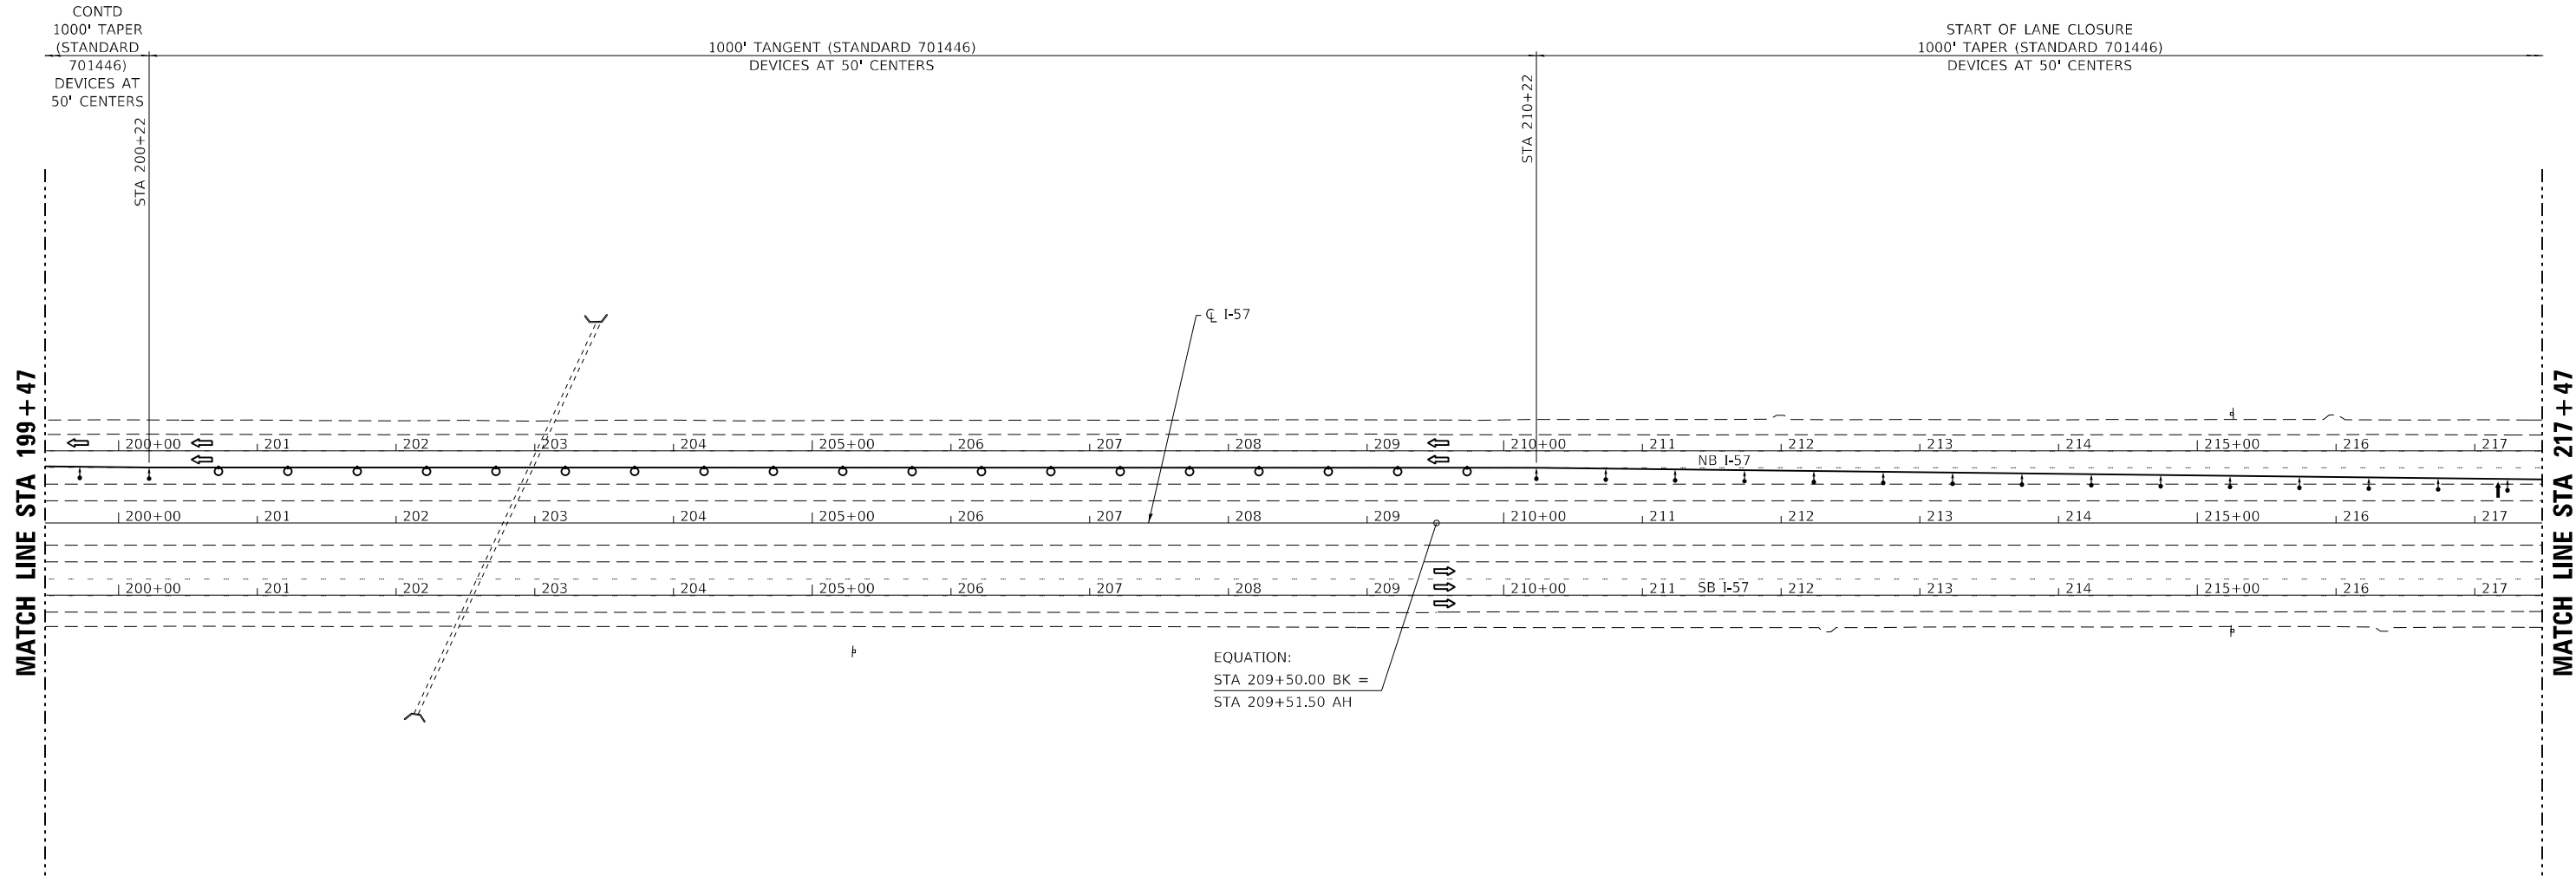 CONTD
1000' TAPER
(STANDARD
701446)
DEVICES AT
50' CENTERS
1000' TANGENT (STANDARD 701446)
DEVICES AT 50' CENTERS
START OF LANE CLOSURE
1000' TAPER (STANDARD 701446)
DEVICES AT 50' CENTERS
STA 200+22
STA 210+22
℄ I-57
MATCH LINE STA 199+47
MATCH LINE STA 217+47
200+00 201 202 203 204 205+00 206 207 208 209 210+00 211 212 213 214 215+00 216 217
NB I-57
200+00 201 202 203 204 205+00 206 207 208 209 210+00 211 212 213 214 215+00 216 217
200+00 201 202 203 204 205+00 206 207 208 209 210+00 211 SB I-57 212 213 214 215+00 216 217
EQUATION:
STA 209+50.00 BK =
STA 209+51.50 AH